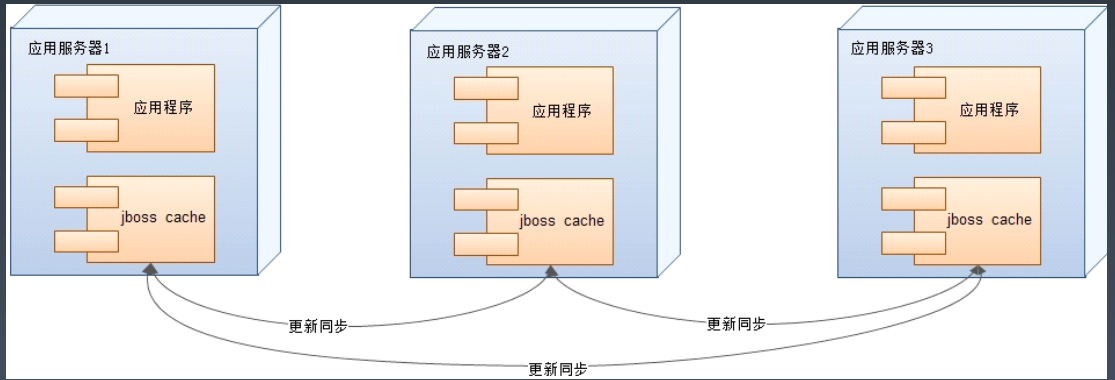 应用服务器1
应用程序
jboss cache
应用服务器2
应用程序
jboss cache
应用服务器3
应用程序
jboss cache
更新同步
更新同步
更新同步